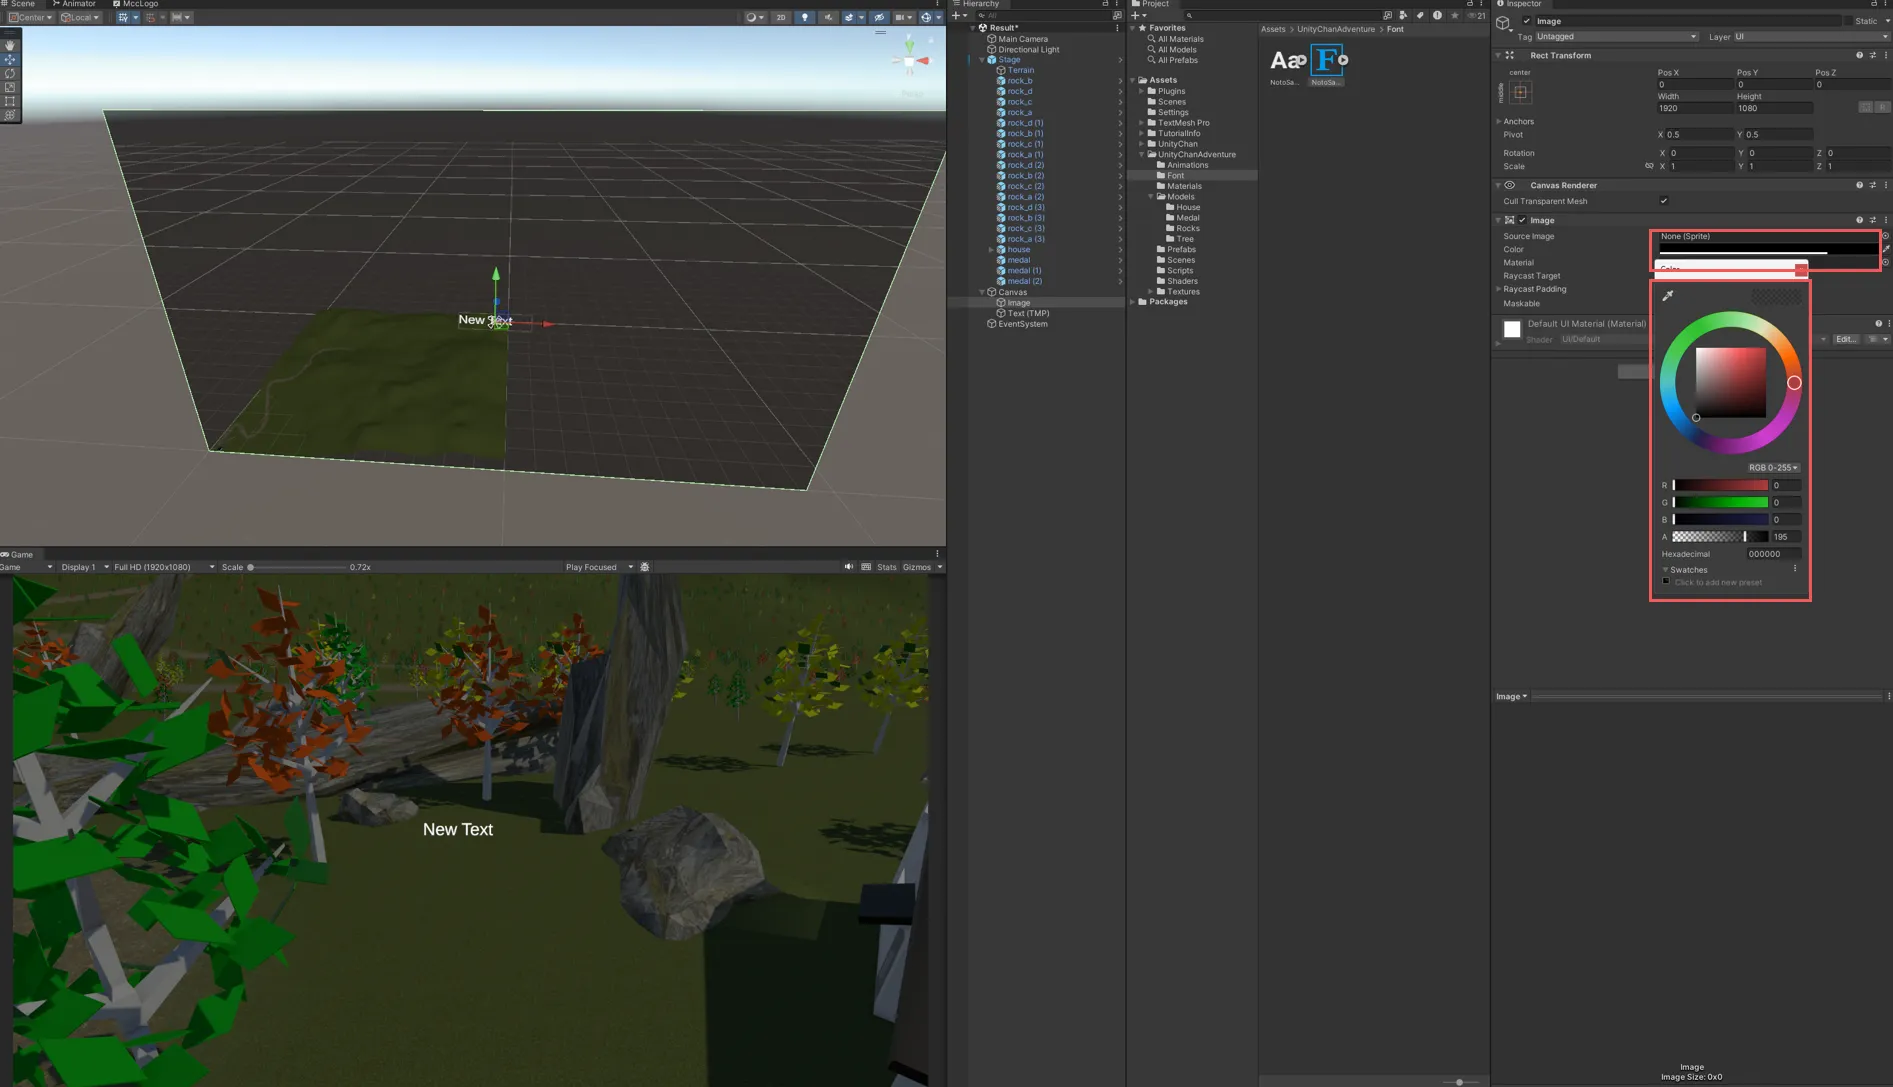 Scene
Animator
MccLogo
Center
Local
2D
New Text
Game
Game
Display 1
Full HD (1920x1080)
Scale
0.72x
Play Focused
Stats
Gizmos
New Text
Hierarchy
All
Result*
Main Camera
Directional Light
Stage
Terrain
rock_b
rock_d
rock_c
rock_a
rock_d (1)
rock_b (1)
rock_c (1)
rock_a (1)
rock_d (2)
rock_b (2)
rock_c (2)
rock_a (2)
rock_d (3)
rock_b (3)
rock_c (3)
rock_a (3)
house
medal
medal (1)
medal (2)
Canvas
Image
Text (TMP)
EventSystem
Project
21
Favorites
All Materials
All Models
All Prefabs
Assets
Plugins
Scenes
Settings
TextMesh Pro
TutorialInfo
UnityChan
UnityChanAdventure
Animations
Font
Materials
Models
House
Medal
Rocks
Tree
Prefabs
Scenes
Scripts
Shaders
Textures
Packages
Assets > UnityChanAdventure > Font
Aa
F
NotoSa...
NotoSa...
Inspector
Image
Static
Tag Untagged
Layer UI
Rect Transform
center
middle
Pos X Pos Y Pos Z
0 0 0
Width Height
1920 1080
Anchors
Pivot X 0.5 Y 0.5
Rotation X 0 Y 0 Z 0
Scale X 1 Y 1 Z 1
Canvas Renderer
Cull Transparent Mesh
Image
Source Image None (Sprite)
Color
Material
Color
Raycast Target
Raycast Padding
Maskable
Default UI Material (Material)
Shader UI/Default
Edit...
RGB 0-255
R 0
G 0
B 0
A 195
Hexadecimal 000000
Swatches
Click to add new preset
Image
Image
Image Size: 0x0